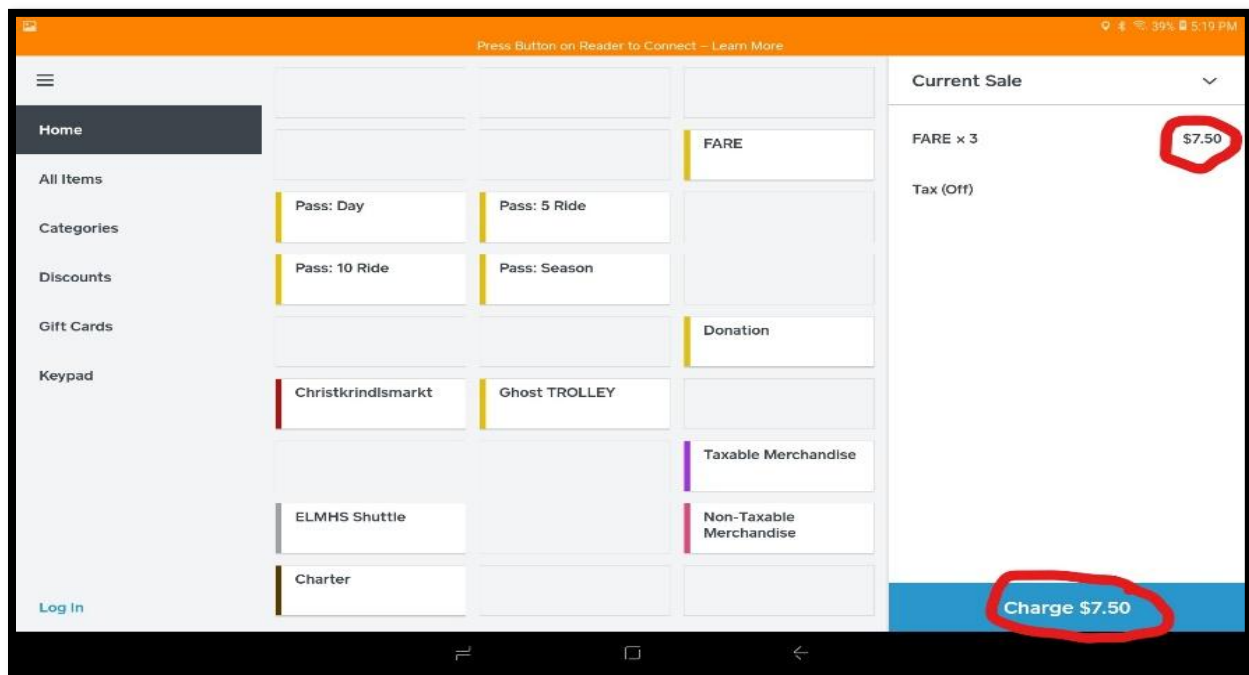 39% 5:19 PM
Press Button on Reader to Connect – Learn More
Home
All Items
Categories
Discounts
Gift Cards
Keypad
Log In
FARE
Pass: Day
Pass: 5 Ride
Pass: 10 Ride
Pass: Season
Donation
Christkrindlsmarkt
Ghost TROLLEY
Taxable Merchandise
ELMHS Shuttle
Non-Taxable
Merchandise
Charter
Current Sale
FARE x 3 $7.50
Tax (Off)
Charge $7.50